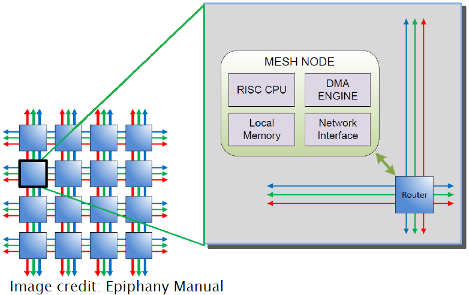 MESH NODE
RISC CPU
DMA
ENGINE
Local
Memory
Network
Interface
Router
Image credit: Epiphany Manual